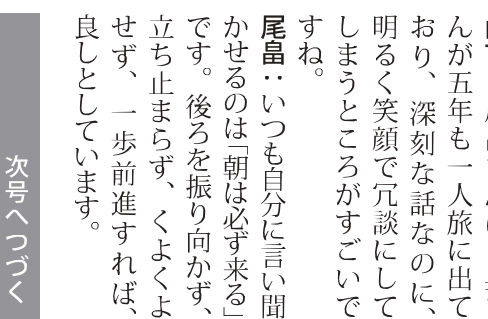 んが五年も一人旅に出て
おり、深刻な話なのに、
明るく笑顔で冗談にして
しまうところがすごいで
すね。
尾畠：いつも自分に言い聞
かせるのは「朝は必ず来る」
です。後ろを振り向かず、
立ち止まらず、くよくよ
せず、一歩前進すれば、
良しとしています。
次号へつづく